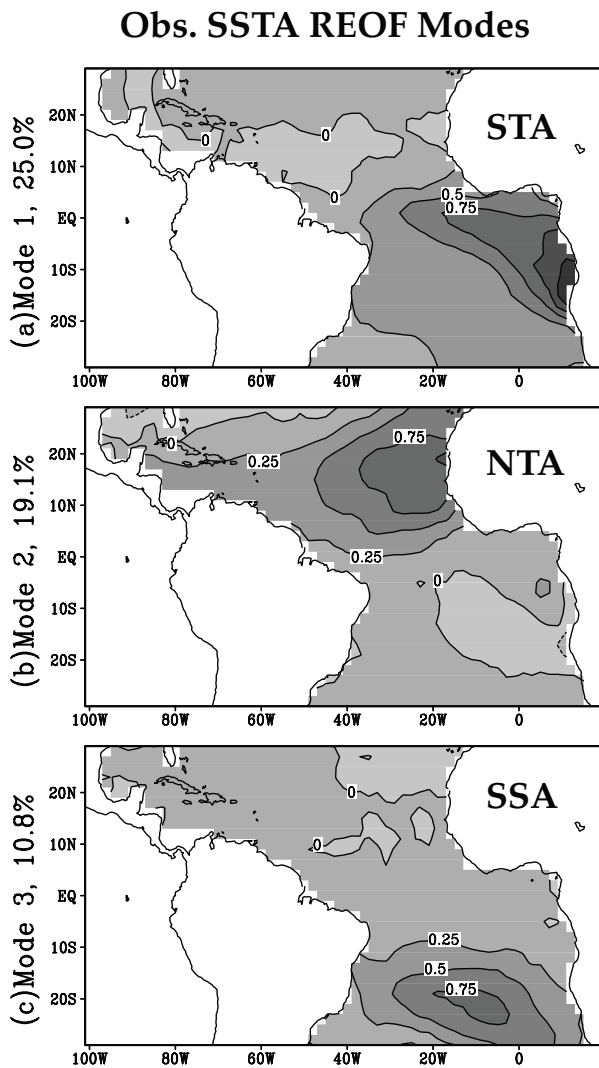 Obs. SSTA REOF Modes
(a)Mode 1, 25.0%
STA
20N
10N
EQ
10S
20S
0
0
0
0.5
0.75
100W 80W 60W 40W 20W 0
(b)Mode 2, 19.1%
NTA
20N
10N
EQ
10S
20S
0
0.25
0.75
0.25
0
100W 80W 60W 40W 20W 0
(c)Mode 3, 10.8%
SSA
20N
10N
EQ
10S
20S
0
0
0.25
0.5
0.75
100W 80W 60W 40W 20W 0